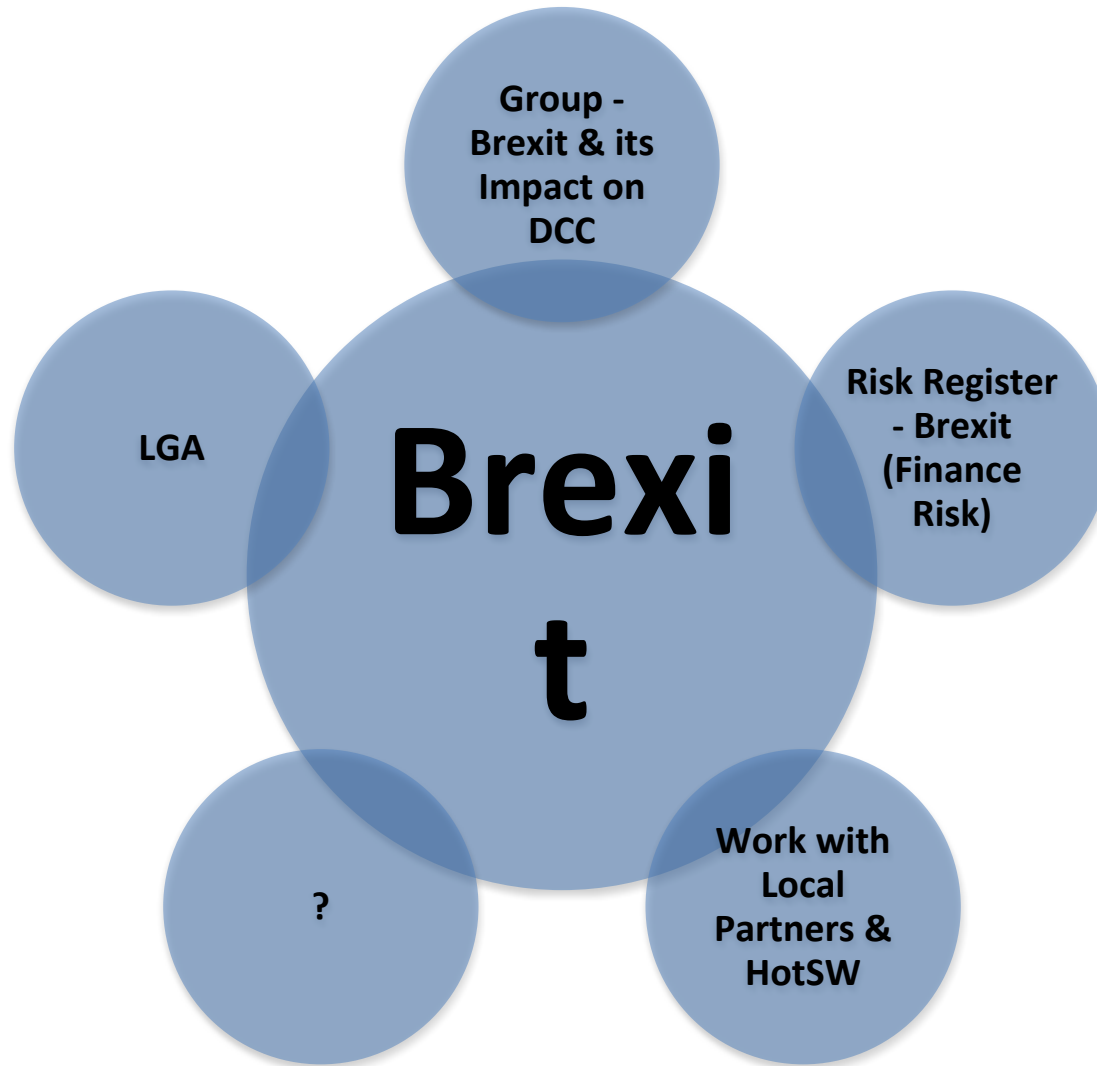 Group -
Brexit & its
Impact on
DCC
Risk Register
- Brexit
(Finance
Risk)
LGA
Brexi
t
Work with
Local
Partners &
HotSW
?